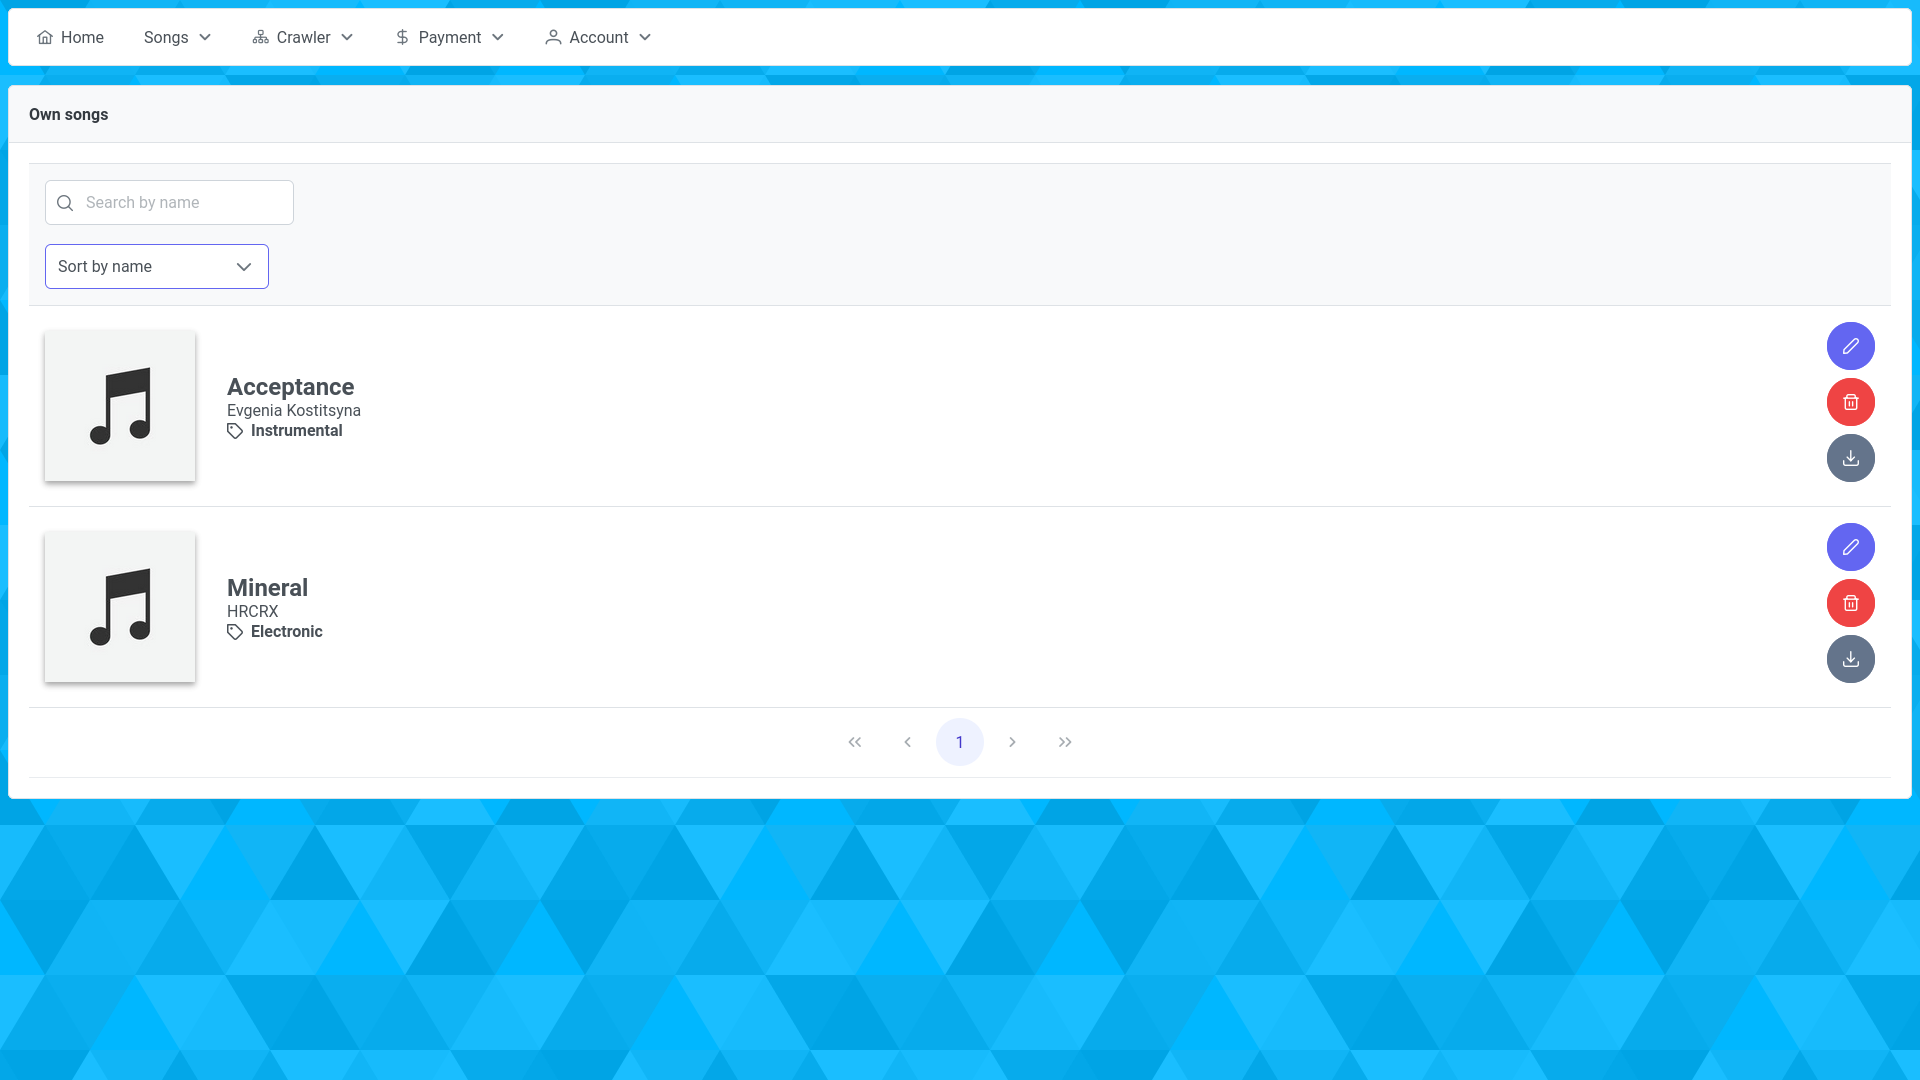 Home Songs Crawler Payment Account
Own songs
Search by name
Sort by name
Acceptance
Evgenia Kostitsyna
Instrumental
Mineral
HRCRX
Electronic
1